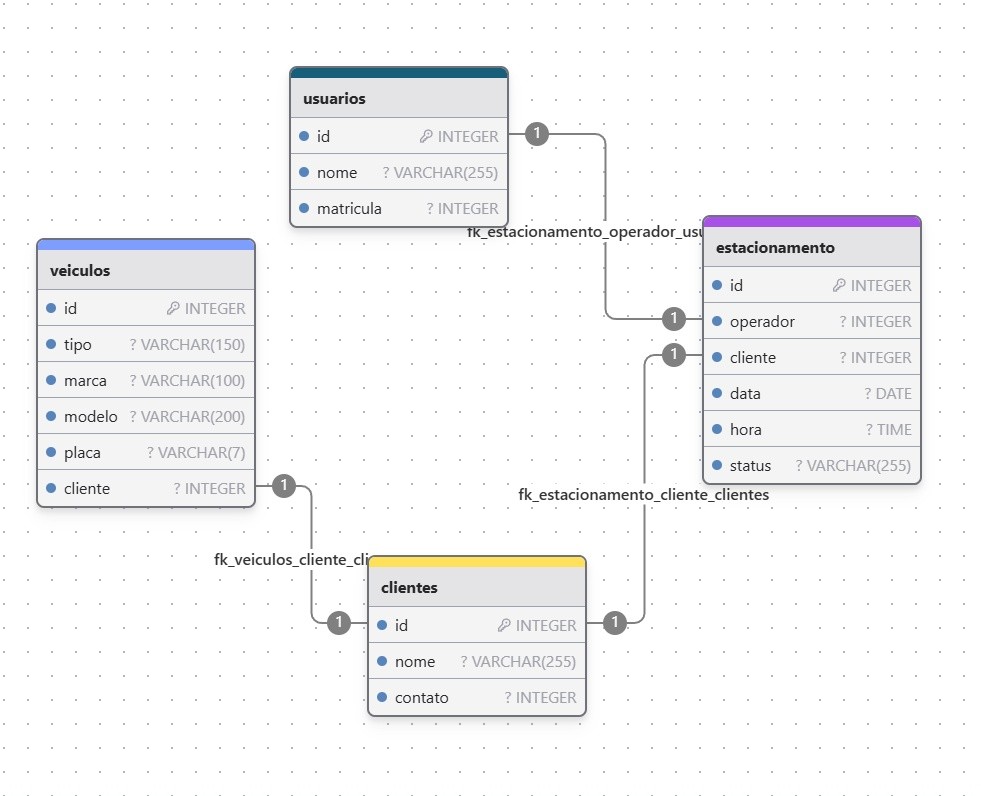 usuarios
id INTEGER
nome ? VARCHAR(255)
matricula ? INTEGER
1
fk_estacionamento_operador_usu
1
1
estacionamento
id INTEGER
operador ? INTEGER
cliente ? INTEGER
data ? DATE
hora ? TIME
status ? VARCHAR(255)
veiculos
id INTEGER
tipo ? VARCHAR(150)
marca ? VARCHAR(100)
modelo ? VARCHAR(200)
placa ? VARCHAR(7)
cliente ? INTEGER
1
fk_estacionamento_cliente_clientes
fk_veiculos_cliente_cli
1
clientes
id INTEGER
nome ? VARCHAR(255)
contato ? INTEGER
1